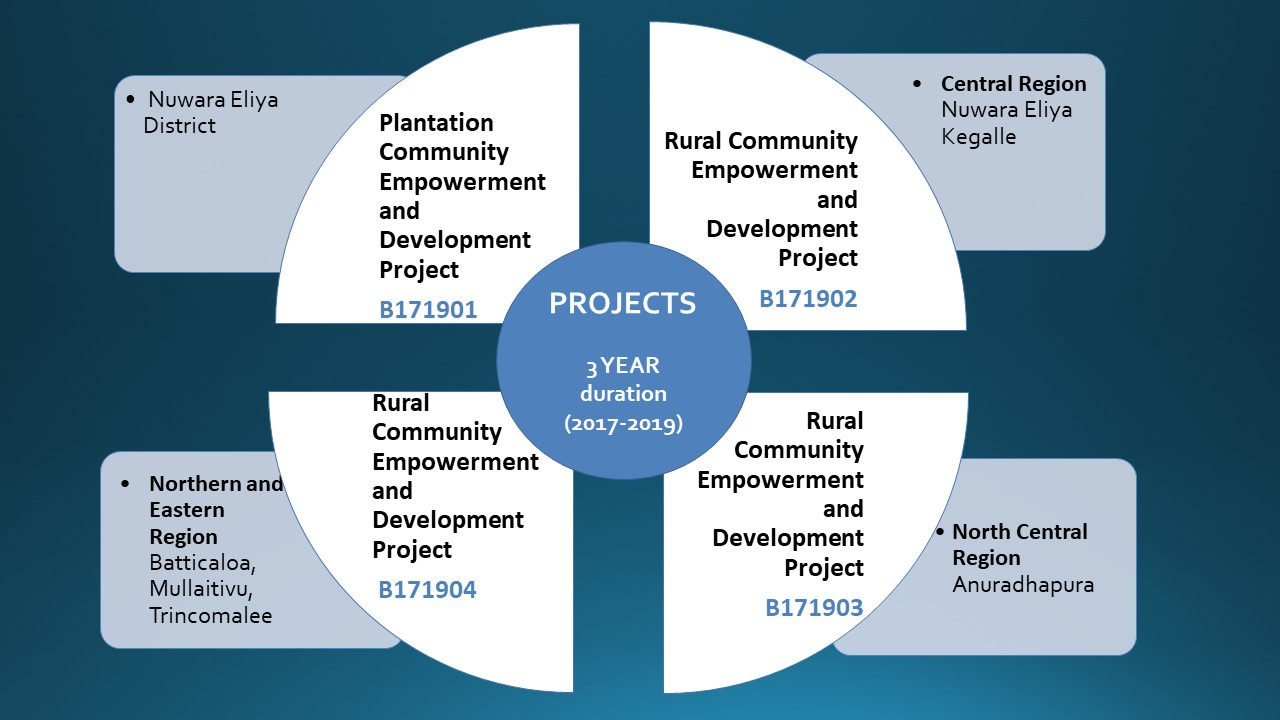 • Nuwara Eliya
District
Plantation
Community
Empowerment
and
Development
Project
B171901
Rural Community
Empowerment
and
Development
Project
B171902
• Central Region
Nuwara Eliya
Kegalle
PROJECTS
3 YEAR
duration
(2017-2019)
• Northern and
Eastern
Region
Batticaloa,
Mullaitivu,
Trincomalee
Rural
Community
Empowerment
and
Development
Project
B171904
Rural
Community
Empowerment
and
Development
Project
B171903
• North Central
Region
Anuradhapura